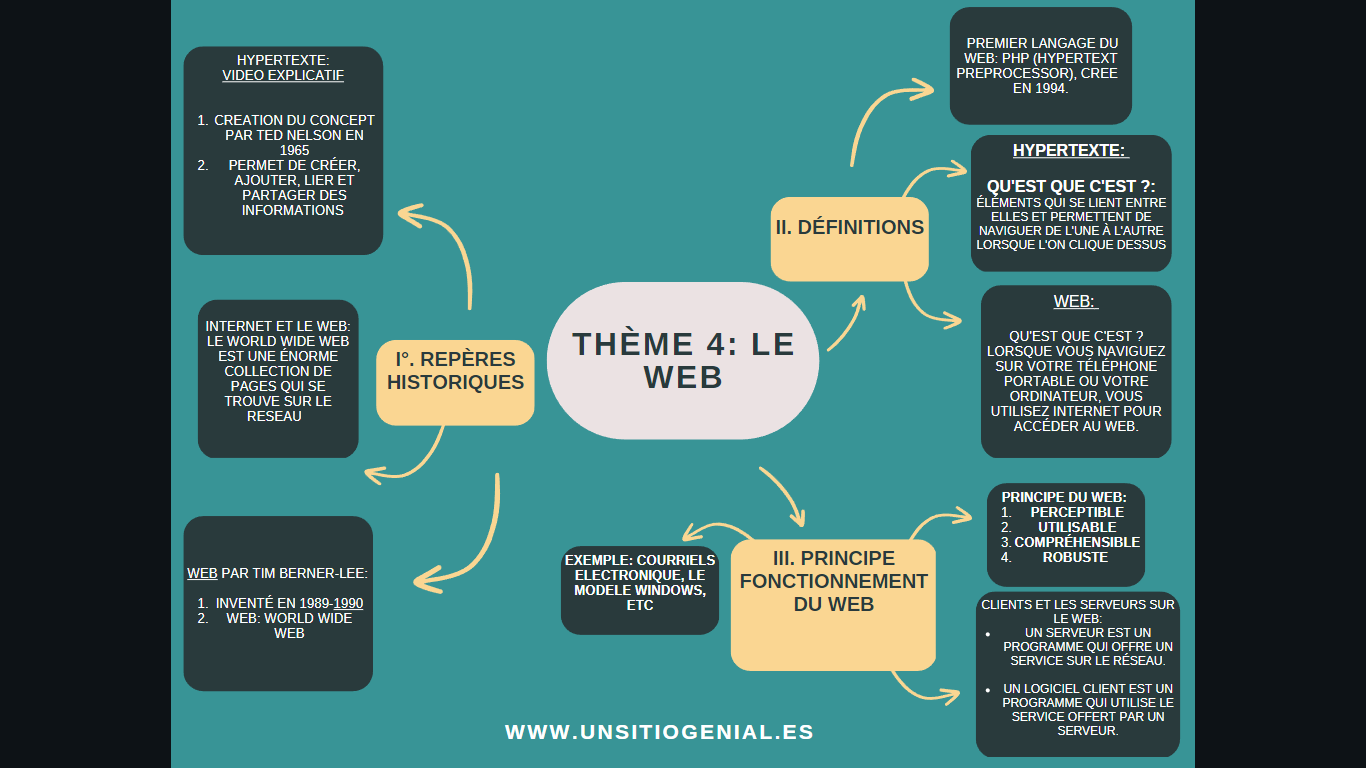 THÈME 4: LE
WEB
I°. REPÈRES
HISTORIQUES
HYPERTEXTE:
VIDEO EXPLICATIF
1. CREATION DU CONCEPT
PAR TED NELSON EN
1965
2. PERMET DE CRÉER,
AJOUTER, LIER ET
PARTAGER DES
INFORMATIONS
INTERNET ET LE WEB:
LE WORLD WIDE WEB
EST UNE ÉNORME
COLLECTION DE
PAGES QUI SE
TROUVE SUR LE
RESEAU
WEB PAR TIM BERNER-LEE:
1. INVENTÉ EN 1989-1990
2. WEB: WORLD WIDE
WEB
II. DÉFINITIONS
PREMIER LANGAGE DU
WEB: PHP (HYPERTEXT
PREPROCESSOR), CREE
EN 1994.
HYPERTEXTE:
QU'EST QUE C'EST ?:
ÉLÉMENTS QUI SE LIENT ENTRE
ELLES ET PERMETTENT DE
NAVIGUER DE L'UNE À L'AUTRE
LORSQUE L'ON CLIQUE DESSUS
WEB:
QU'EST QUE C'EST ?
LORSQUE VOUS NAVIGUEZ
SUR VOTRE TÉLÉPHONE
PORTABLE OU VOTRE
ORDINATEUR, VOUS
UTILISEZ INTERNET POUR
ACCÉDER AU WEB.
III. PRINCIPE
FONCTIONNEMENT
DU WEB
EXEMPLE: COURRIELS
ELECTRONIQUE, LE
MODELE WINDOWS,
ETC
PRINCIPE DU WEB:
1. PERCEPTIBLE
2. UTILISABLE
3. COMPRÉHENSIBLE
4. ROBUSTE
CLIENTS ET LES SERVEURS SUR
LE WEB:
• UN SERVEUR EST UN
PROGRAMME QUI OFFRE UN
SERVICE SUR LE RÉSEAU.
• UN LOGICIEL CLIENT EST UN
PROGRAMME QUI UTILISE LE
SERVICE OFFERT PAR UN
SERVEUR.
WWW.UNSITIOGENIAL.ES